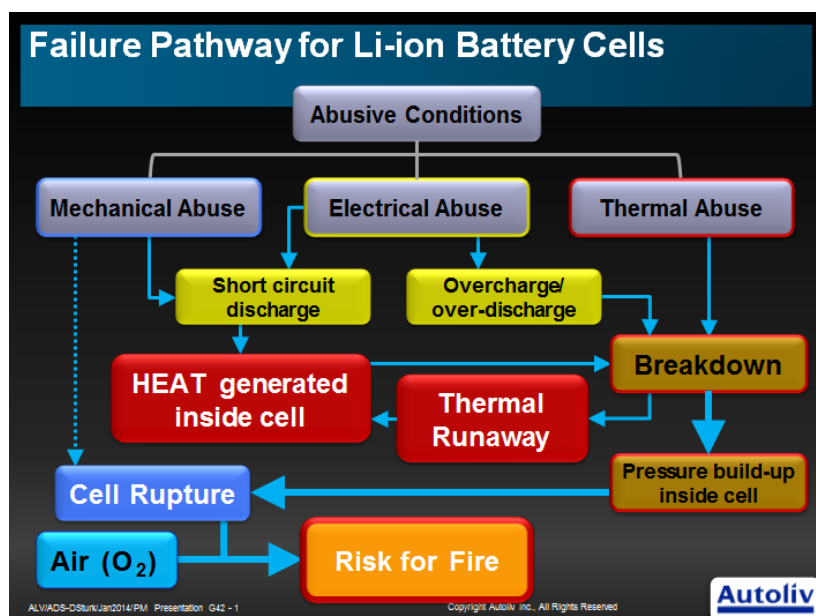 Failure Pathway for Li-ion Battery Cells
Abusive Conditions
Mechanical Abuse
Electrical Abuse
Thermal Abuse
Short circuit
discharge
Overcharge/
over-discharge
HEAT generated
inside cell
Thermal
Runaway
Breakdown
Pressure build-up
inside cell
Cell Rupture
Air (O₂)
Risk for Fire
ALV/ADS-DSturk/Jan2014/PM Presentation G42 - 1
Copyright Autoliv Inc., All Rights Reserved
Autoliv